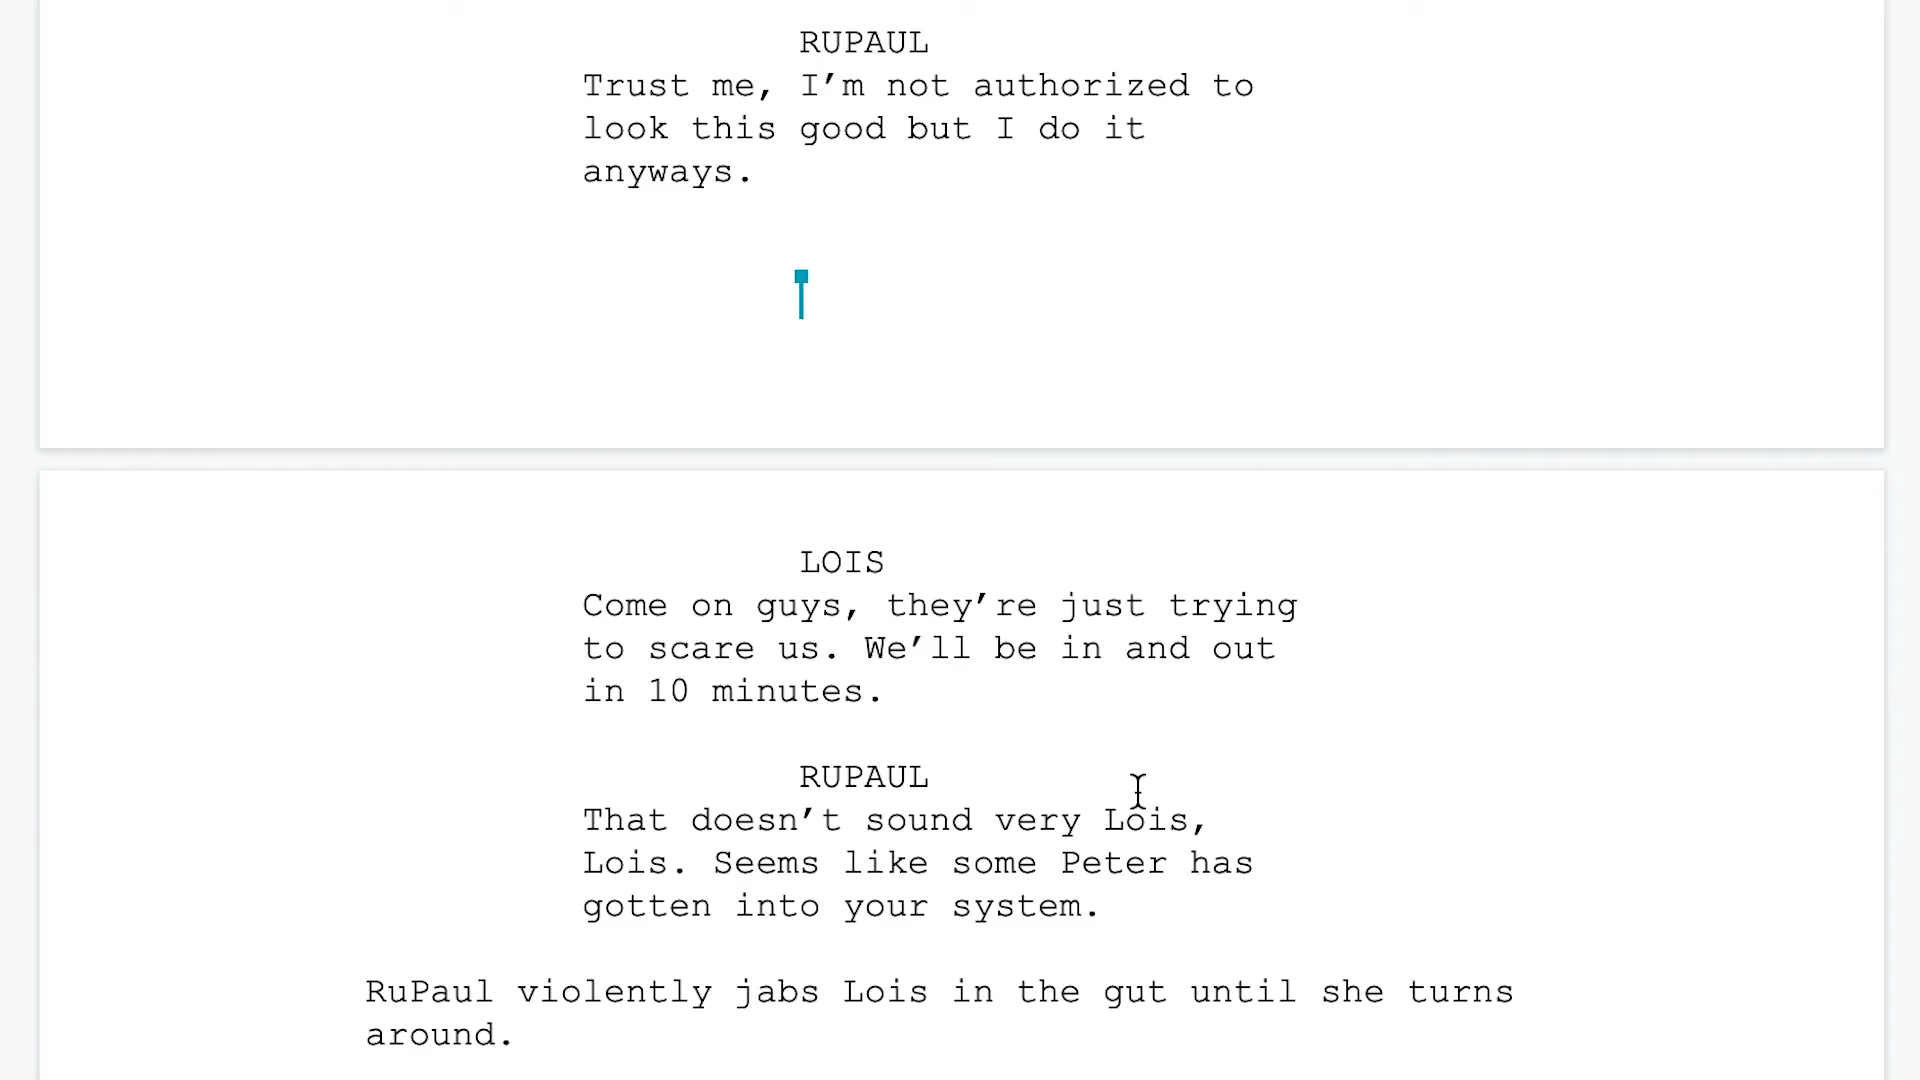 RUPAUL
Trust me, I’m not authorized to
look this good but I do it
anyways.
LOIS
Come on guys, they’re just trying
to scare us. We’ll be in and out
in 10 minutes.
RUPAUL
That doesn’t sound very Lois,
Lois. Seems like some Peter has
gotten into your system.
RuPaul violently jabs Lois in the gut until she turns
around.